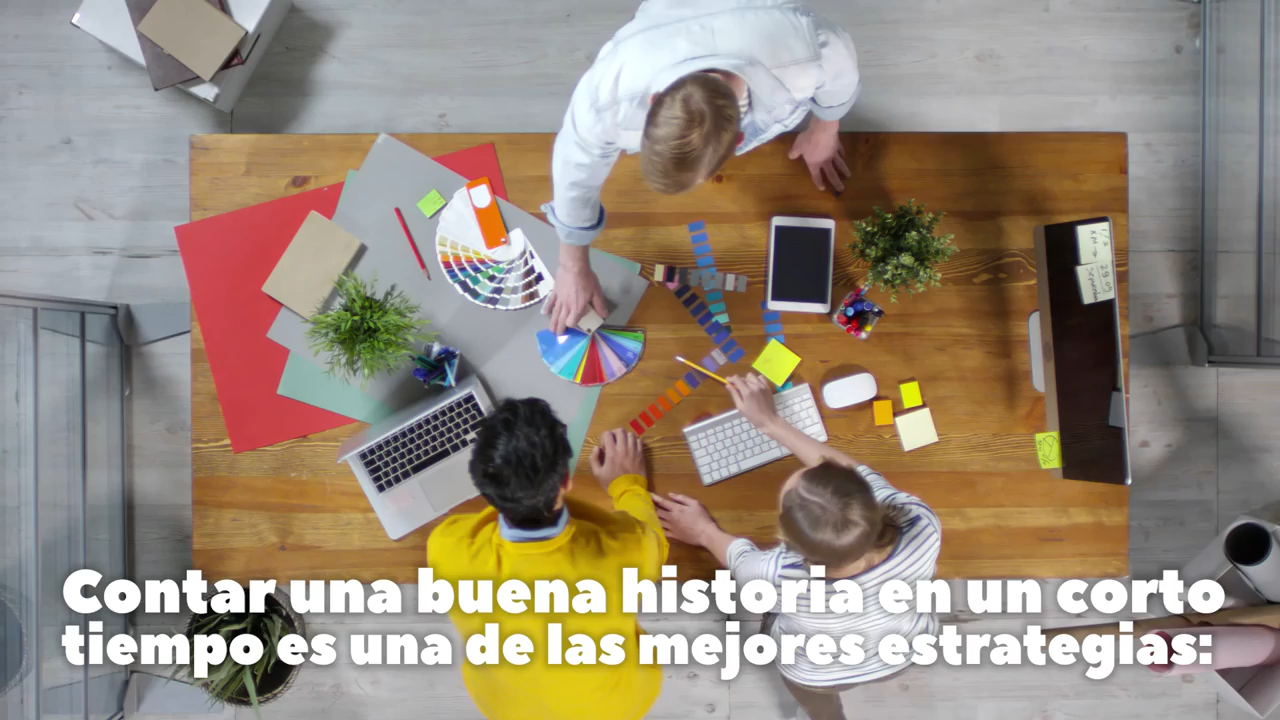 Contar una buena historia en un corto
tiempo es una de las mejores estrategias: